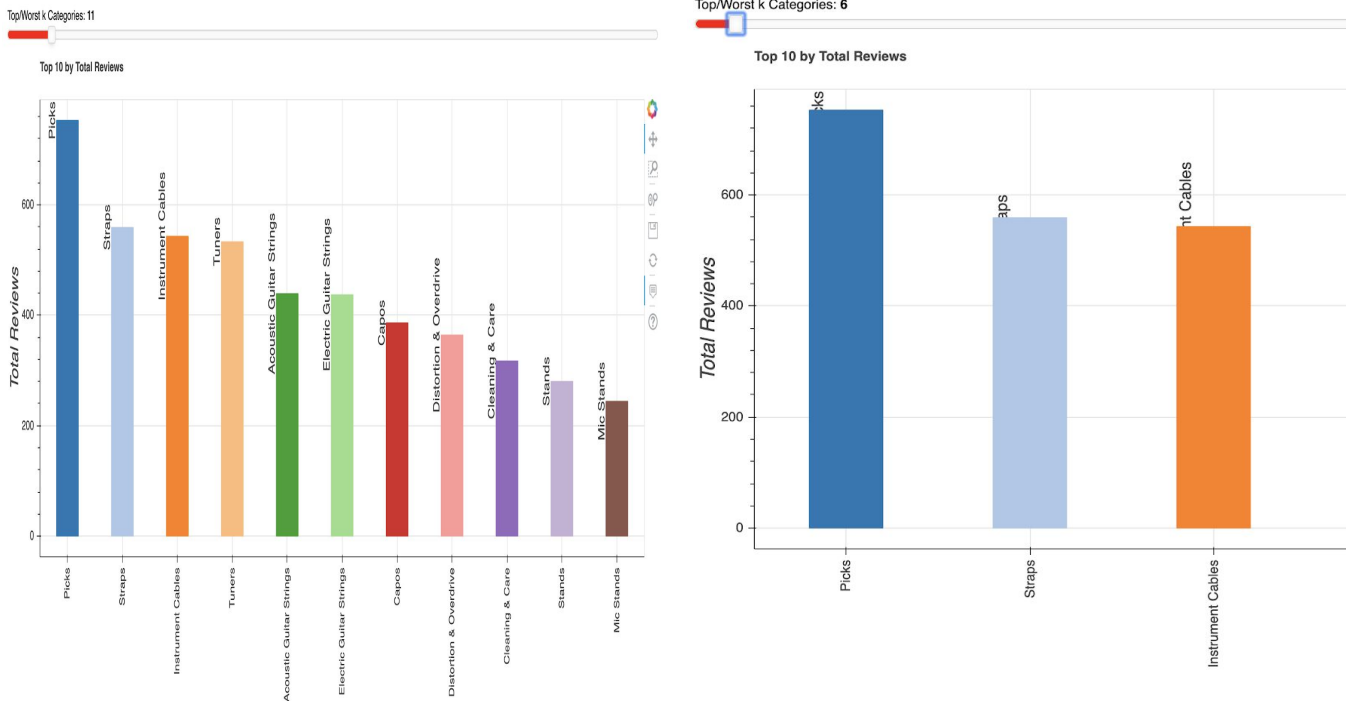 Top/Worst k Categories: 11
Top 10 by Total Reviews
Total Reviews
600
400
200
0
Picks
Straps
Instrument Cables
Tuners
Acoustic Guitar Strings
Electric Guitar Strings
Capos
Distortion & Overdrive
Cleaning & Care
Stands
Mic Stands
Picks
Straps
Instrument Cables
Tuners
Acoustic Guitar Strings
Electric Guitar Strings
Capos
Distortion & Overdrive
Cleaning & Care
Stands
Mic Stands
Top/Worst k Categories: 6
Top 10 by Total Reviews
Total Reviews
600
400
200
0
cks
aps
nt Cables
Picks
Straps
Instrument Cables